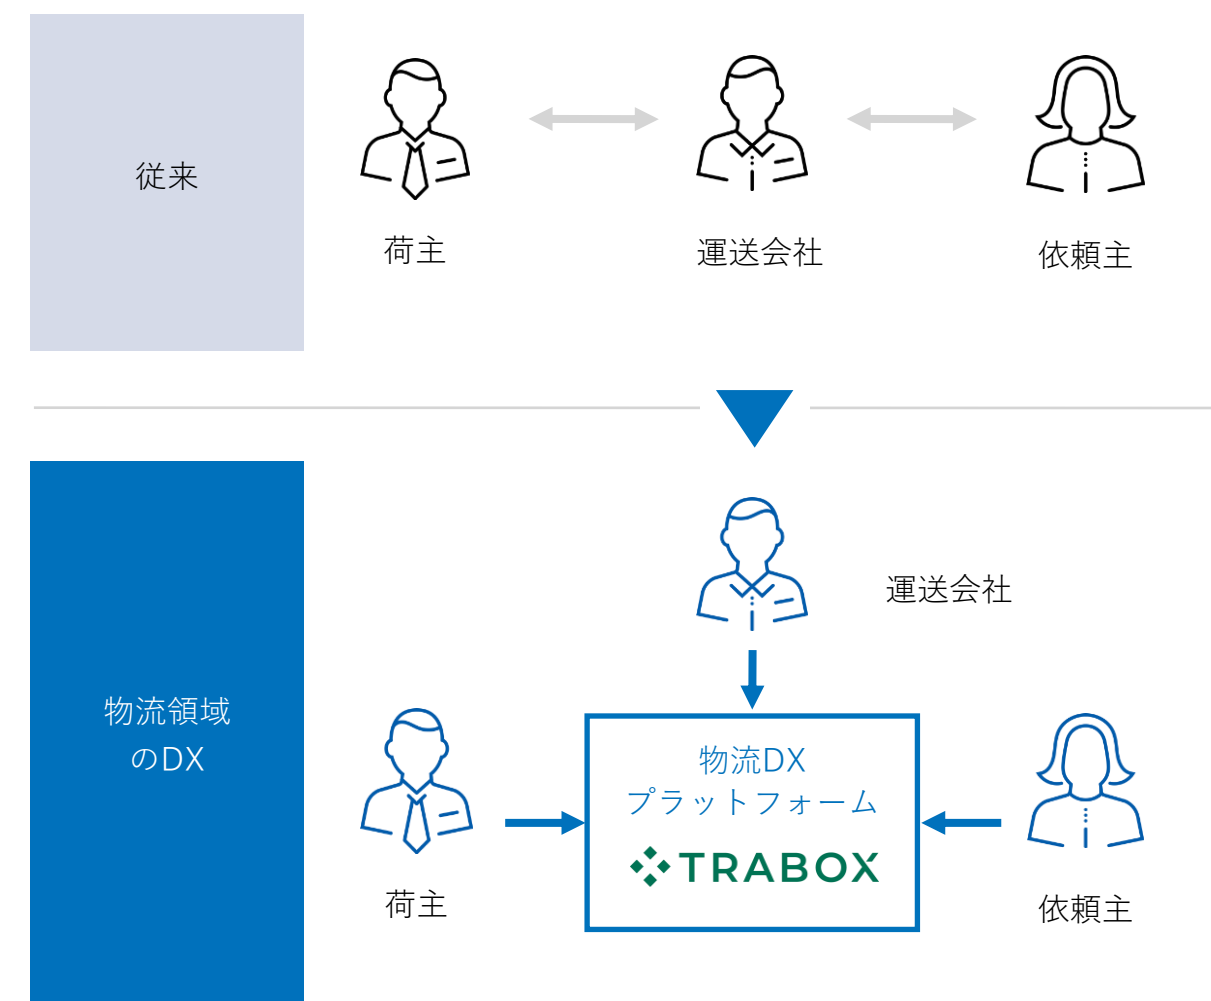 従来
荷主
運送会社
依頼主
運送会社
物流領域
のDX
物流DX
プラットフォーム
TRABOX
荷主
依頼主